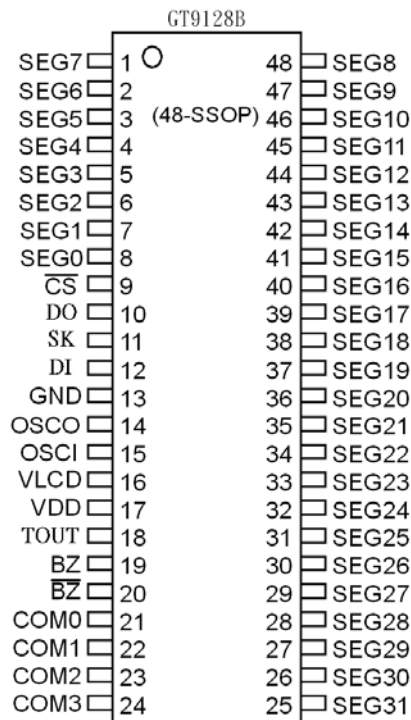 GT9128B
SEG7 1 48 SEG8
SEG6 2 47 SEG9
SEG5 3 (48-SSOP) 46 SEG10
SEG4 4 45 SEG11
SEG3 5 44 SEG12
SEG2 6 43 SEG13
SEG1 7 42 SEG14
SEG0 8 41 SEG15
C̅S̅ 9 40 SEG16
DO 10 39 SEG17
SK 11 38 SEG18
DI 12 37 SEG19
GND 13 36 SEG20
OSCO 14 35 SEG21
OSCI 15 34 SEG22
VLCD 16 33 SEG23
VDD 17 32 SEG24
TOUT 18 31 SEG25
BZ 19 30 SEG26
B̅Z̅ 20 29 SEG27
COM0 21 28 SEG28
COM1 22 27 SEG29
COM2 23 26 SEG30
COM3 24 25 SEG31